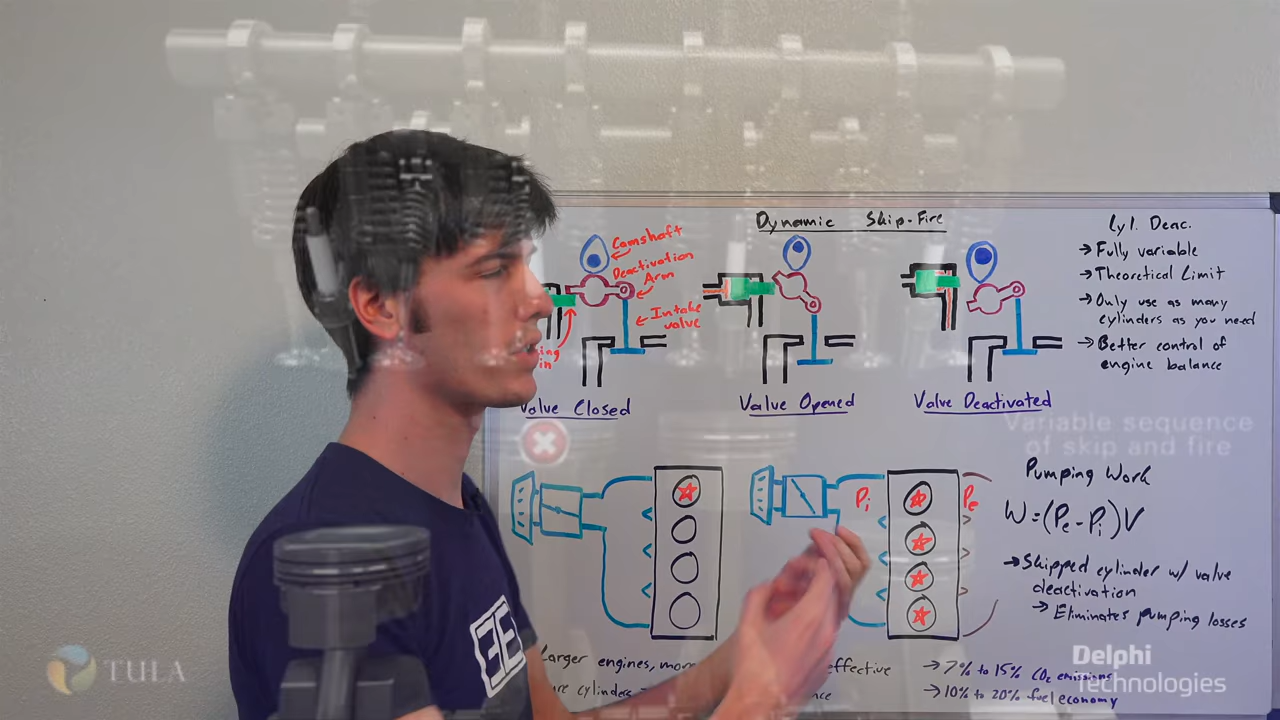 Dynamic Skip-Fire
Camshaft
Deactivation
Arm
Intake
valve
Valve Closed
Valve Opened
Valve Deactivated
Cyl. Deac.
→ Fully variable
→ Theoretical Limit
→ Only use as many
cylinders as you need
→ Better control of
engine balance
Variable sequence
of skip and fire
Pi
Pe
Pumping Work
W=(Pe-Pi)V
→ Skipped cylinder w/ valve
deactivation
→ Eliminates pumping losses
Larger engines, more
effective
→ 7% to 15% CO2 emissions
→ 10% to 20% fuel economy
TULA
Delphi
Technologies